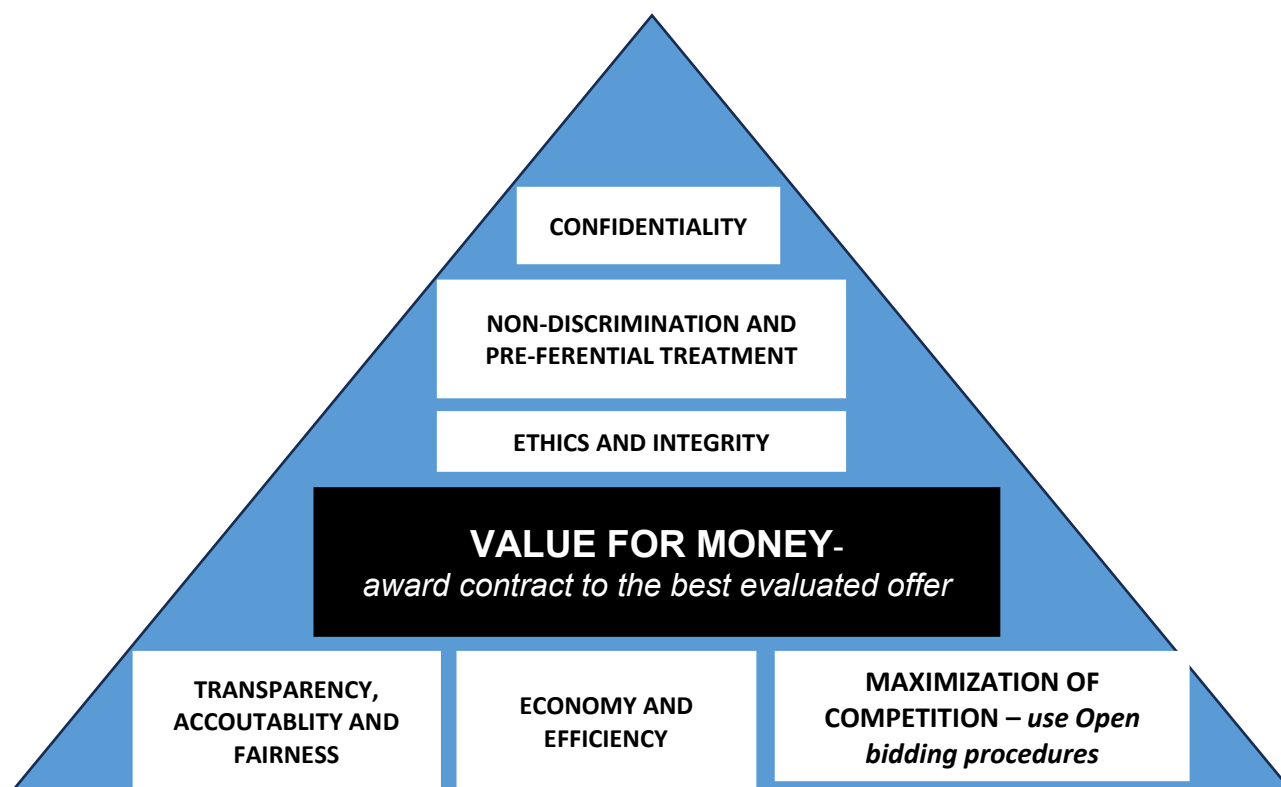 CONFIDENTIALITY
NON-DISCRIMINATION AND
PRE-FERENTIAL TREATMENT
ETHICS AND INTEGRITY
VALUE FOR MONEY-
award contract to the best evaluated offer
TRANSPARENCY,
ACCOUTABLITY AND
FAIRNESS
ECONOMY AND
EFFICIENCY
MAXIMIZATION OF
COMPETITION – use Open
bidding procedures